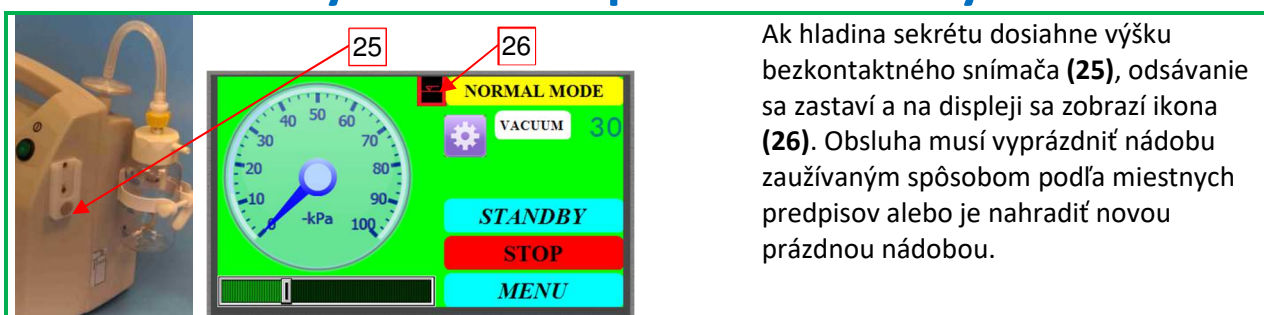 25
26
NORMAL MODE
VACUUM 30
0
10
20
30
40
50
60
70
80
90
100
-kPa
STANDBY
STOP
MENU
Ak hladina sekrétu dosiahne výšku
bezkontaktného snímača (25), odsávanie
sa zastaví a na displeji sa zobrazí ikona
(26). Obsluha musí vyprázdniť nádobu
zaužívaným spôsobom podľa miestnych
predpisov alebo je nahradiť novou
prázdnou nádobou.